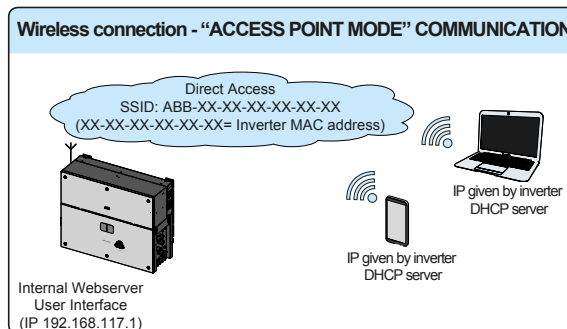 Wireless connection - “ACCESS POINT MODE” COMMUNICATION
Direct Access
SSID: ABB-XX-XX-XX-XX-XX-XX
(XX-XX-XX-XX-XX-XX= Inverter MAC address)
IP given by inverter
DHCP server
IP given by inverter
DHCP server
Internal Webserver
User Interface
(IP 192.168.117.1)